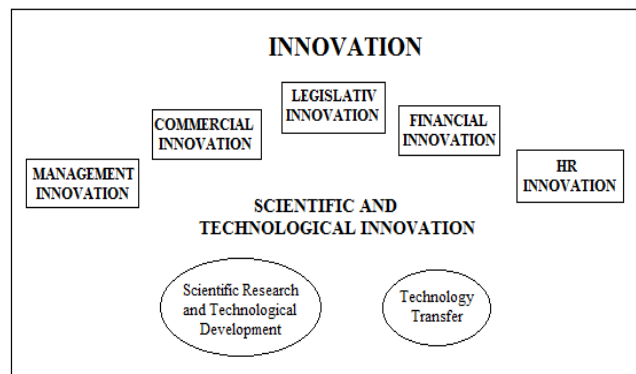 INNOVATION
LEGISLATIV
INNOVATION
COMMERCIAL
INNOVATION
FINANCIAL
INNOVATION
MANAGEMENT
INNOVATION
HR
INNOVATION
SCIENTIFIC AND
TECHNOLOGICAL INNOVATION
Scientific Research
and Technological
Development
Technology
Transfer